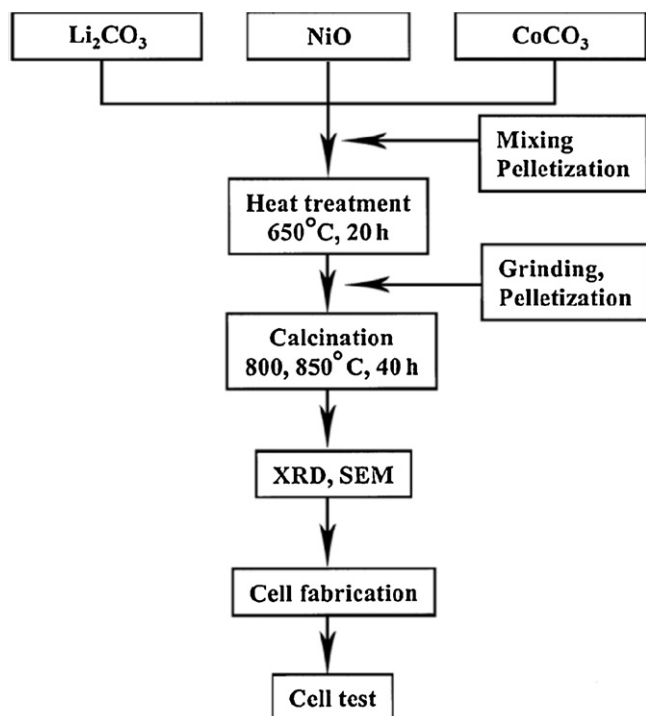 Li₂CO₃
NiO
CoCO₃
Mixing
Pelletization
Heat treatment
650°C, 20 h
Grinding,
Pelletization
Calcination
800, 850°C, 40 h
XRD, SEM
Cell fabrication
Cell test